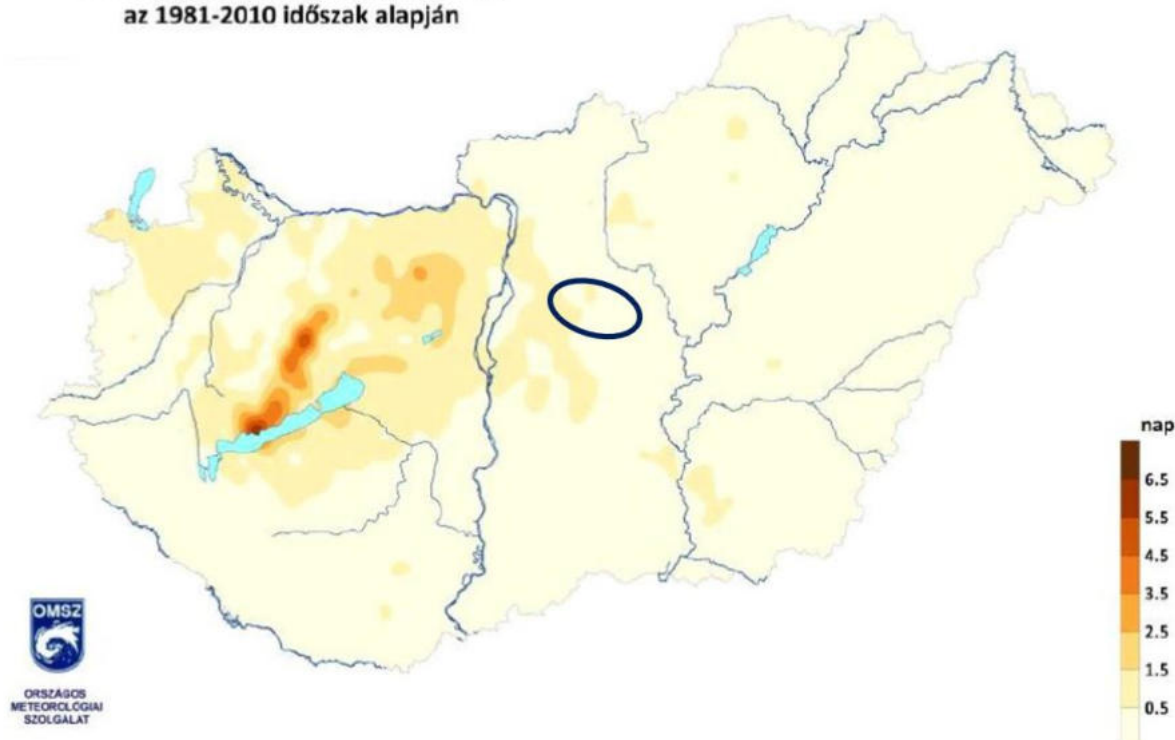 az 1981-2010 időszak alapján
nap
6.5
5.5
4.5
3.5
2.5
1.5
0.5
OMSZ
ORSZÁGOS
METEOROLÓGIAI
SZOLGÁLAT